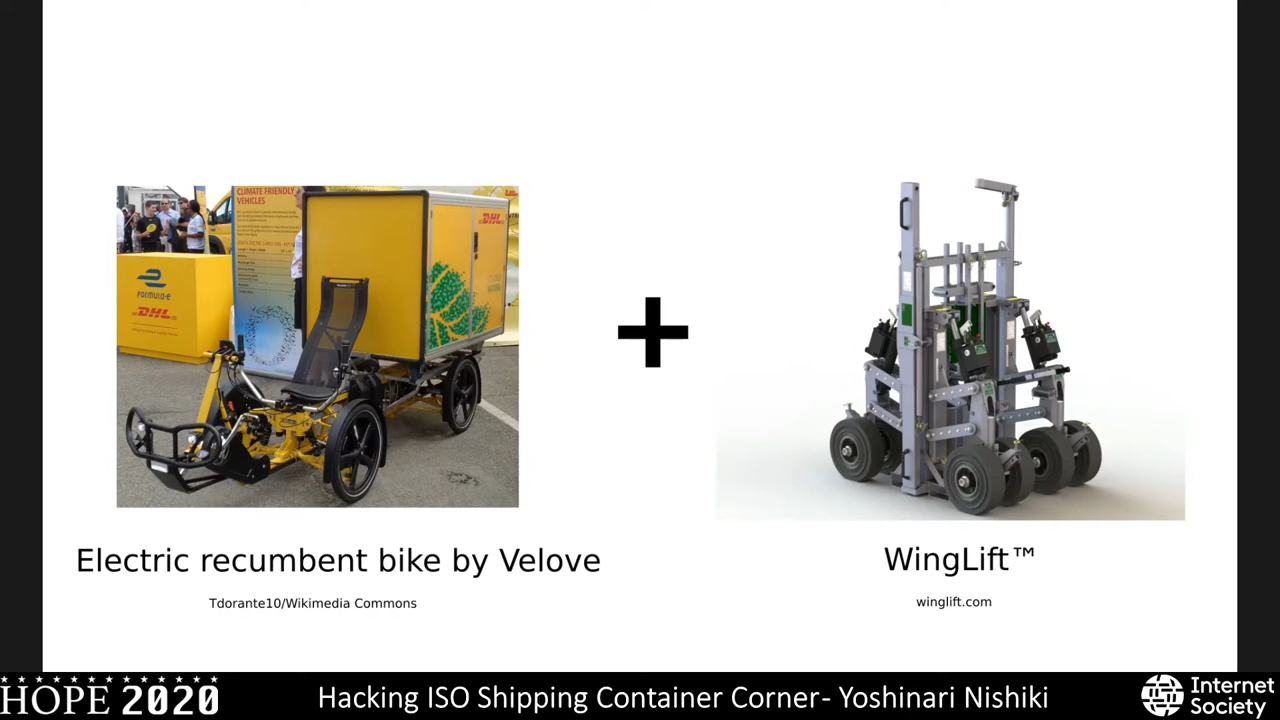 CLIMATE FRIENDLY
VEHICLES
DHL
FORMULA-E
DHL
+
Electric recumbent bike by Velove
WingLift™
Tdorante10/Wikimedia Commons
winglift.com
HOPE 2020
Hacking ISO Shipping Container Corner- Yoshinari Nishiki
Internet
Society